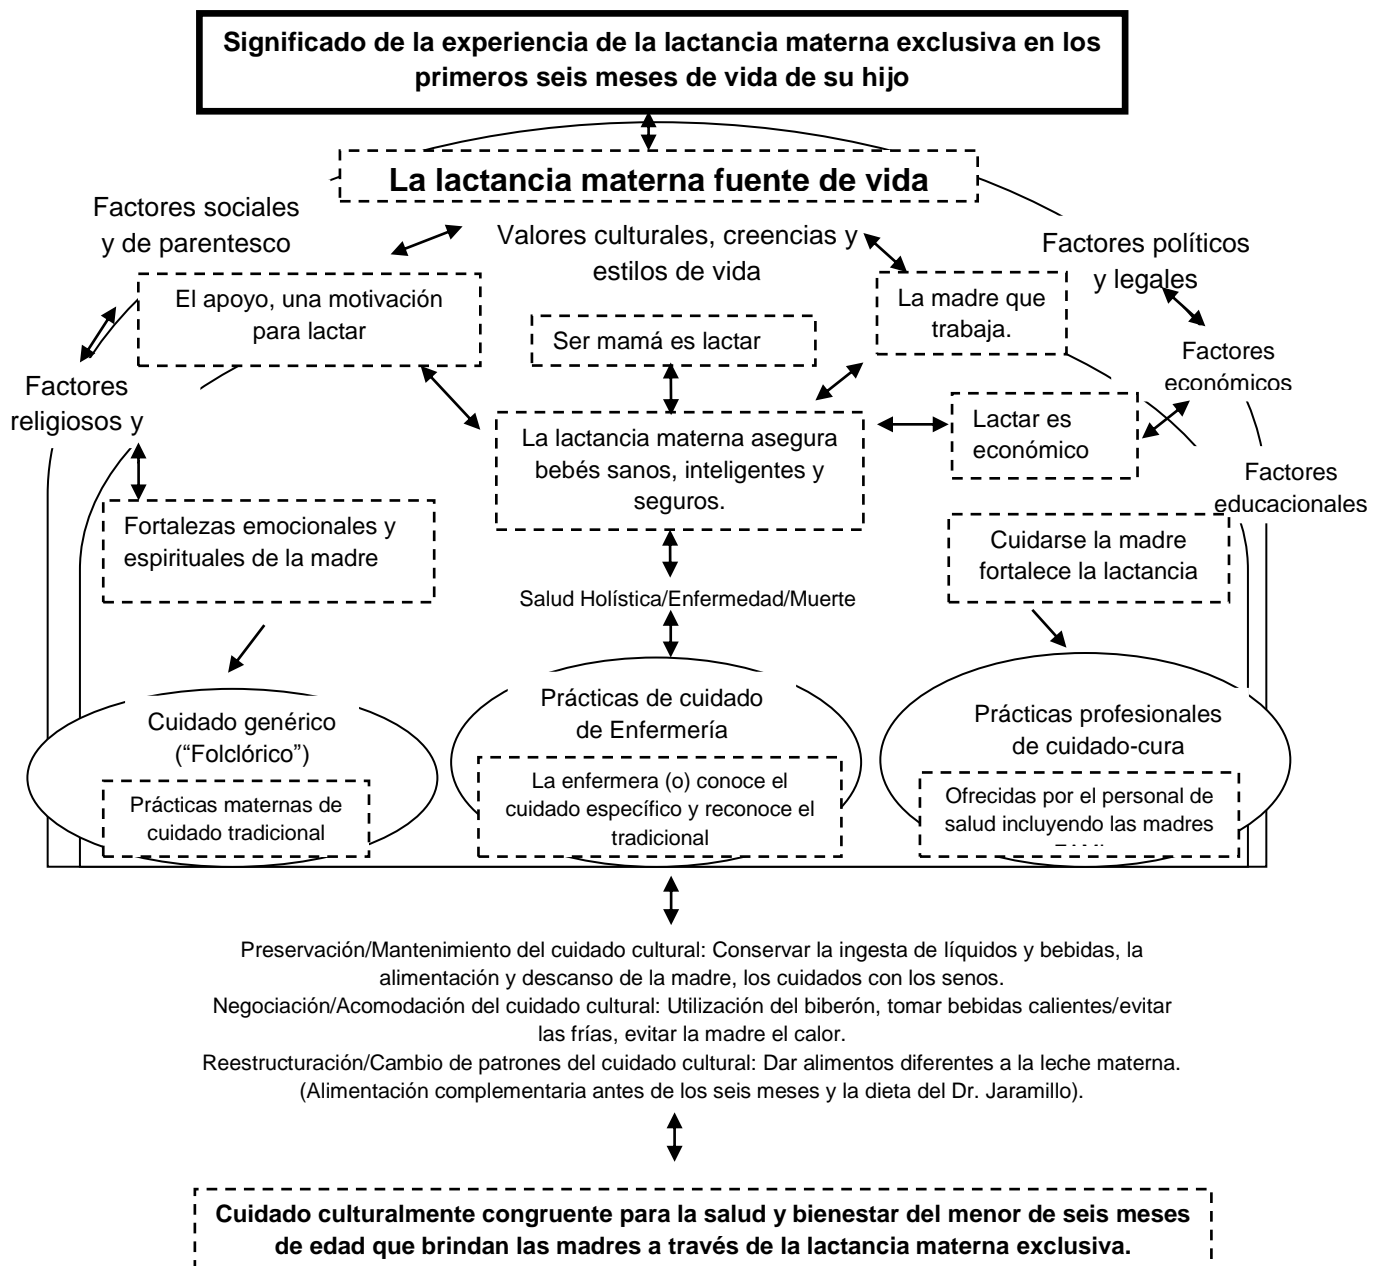 Significado de la experiencia de la lactancia materna exclusiva en los
primeros seis meses de vida de su hijo
La lactancia materna fuente de vida
Factores sociales
y de parentesco
Valores culturales, creencias y
estilos de vida
Factores políticos
y legales
El apoyo, una motivación
para lactar
La madre que
trabaja.
Ser mamá es lactar
Factores
económicos
Factores
religiosos y
La lactancia materna asegura
bebés sanos, inteligentes y
seguros.
Lactar es
económico
Factores
educacionales
Fortalezas emocionales y
espirituales de la madre
Cuidarse la madre
fortalece la lactancia
Salud Holística/Enfermedad/Muerte
Cuidado genérico
(“Folclórico”)
Prácticas maternas de
cuidado tradicional
Prácticas de cuidado
de Enfermería
La enfermera (o) conoce el
cuidado específico y reconoce el
tradicional
Prácticas profesionales
de cuidado-cura
Ofrecidas por el personal de
salud incluyendo las madres
Preservación/Mantenimiento del cuidado cultural: Conservar la ingesta de líquidos y bebidas, la
alimentación y descanso de la madre, los cuidados con los senos.
Negociación/Acomodación del cuidado cultural: Utilización del biberón, tomar bebidas calientes/evitar
las frías, evitar la madre el calor.
Reestructuración/Cambio de patrones del cuidado cultural: Dar alimentos diferentes a la leche materna.
(Alimentación complementaria antes de los seis meses y la dieta del Dr. Jaramillo).
Cuidado culturalmente congruente para la salud y bienestar del menor de seis meses
de edad que brindan las madres a través de la lactancia materna exclusiva.